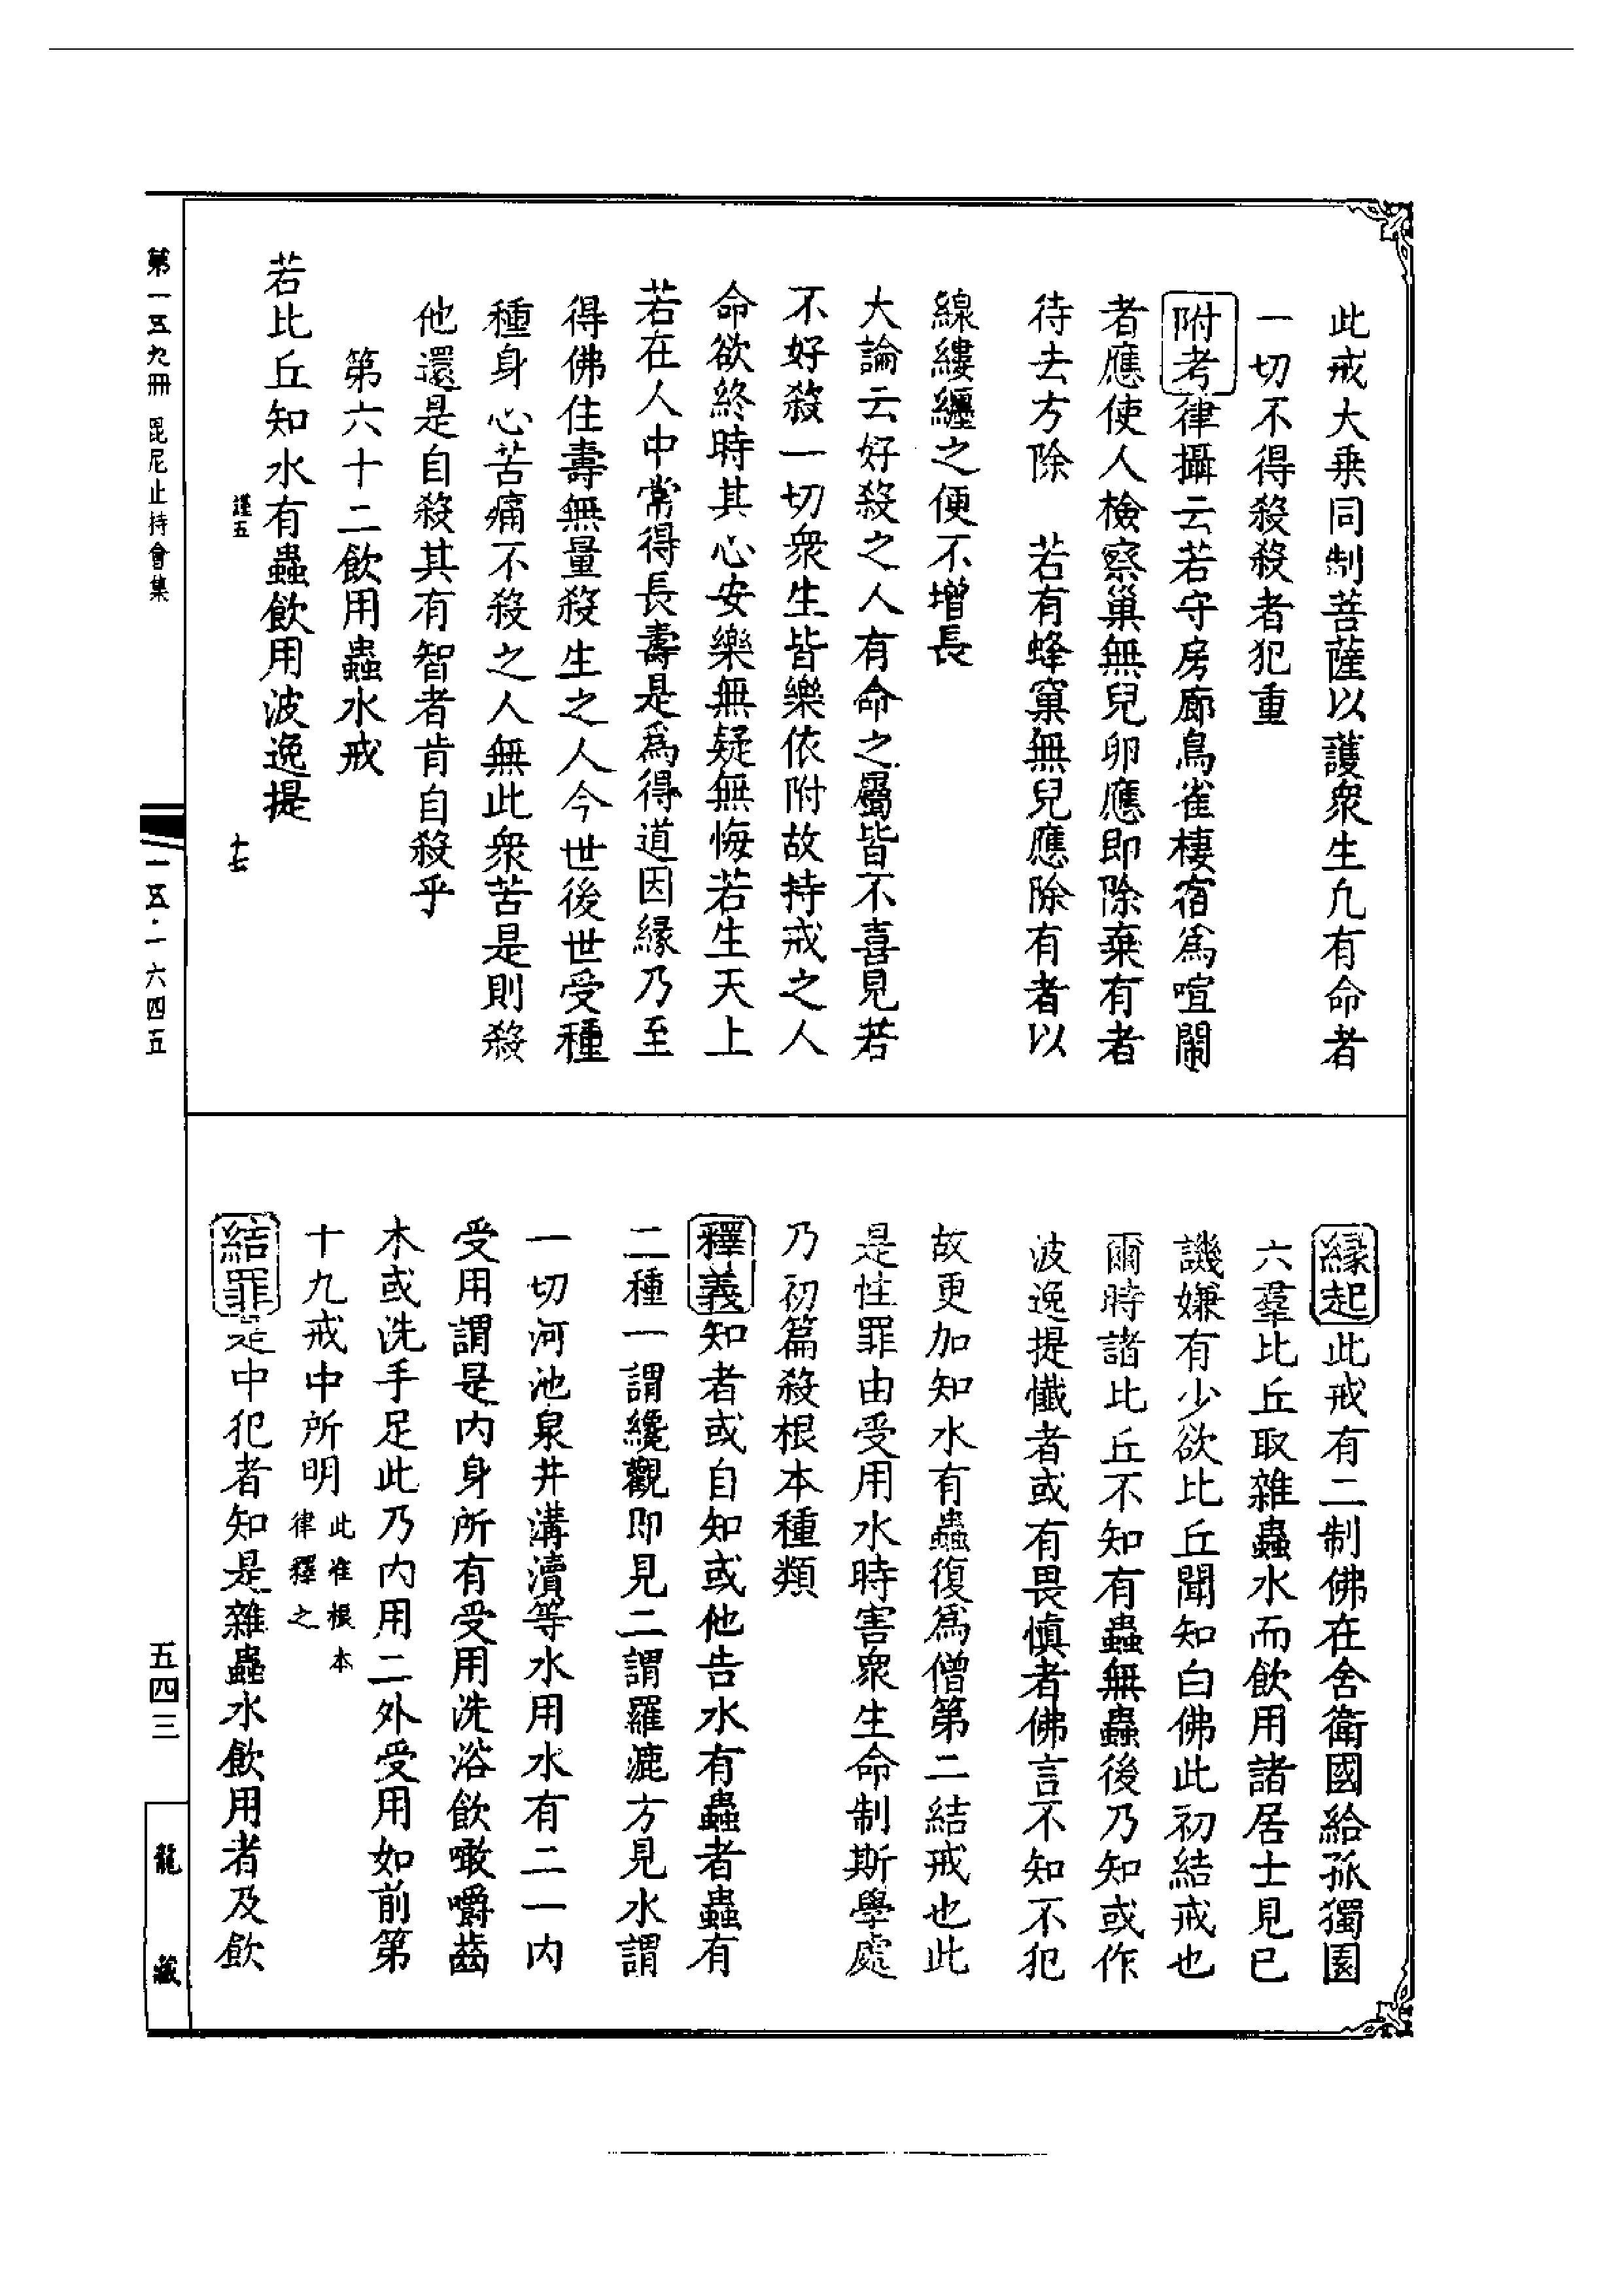 此戒大乘同制菩薩以護衆生凡有命者
一切不得殺殺者犯重
附考律攝云若守房廊鳥雀棲宿爲喧鬧
者應使人檢察巢無兒卵應即除棄有者
待去方除　若有蜂窠無兒應除有者以
線縷纏之便不增長
大論云好殺之人有命之屬皆不喜見若
不好殺一切衆生皆樂依附故持戒之人
命欲終時其心安樂無疑無悔若生天上
若在人中常得長壽是爲得道因緣乃至
得佛住壽無量殺生之人今世後世受種
種身心苦痛不殺之人無此衆苦是則殺
他還是自殺其有智者肯自殺乎
第六十二飲用蟲水戒
若比丘知水有蟲飲用波逸提
謹五　十七
緣起此戒有二制佛在舍衛國給孤獨園
六羣比丘取雜蟲水而飲用諸居士見已
譏嫌有少欲比丘聞知白佛此初結戒也
爾時諸比丘不知有蟲無蟲後乃知或作
波逸提懺者或有畏慎者佛言不知不犯
故更加知水有蟲復爲僧第二結戒也此
是性罪由受用水時害衆生命制斯學處
乃初篇殺根本種類
釋義知者或自知或他告水有蟲者蟲有
二種一謂纔觀即見二謂羅漉方見水謂
一切河池泉井溝瀆等水用水有二一內
受用謂是內身所有受用洗浴飲噉嚼齒
木或洗手足此乃內用二外受用如前第
十九戒中所明此准根本
律釋之
結罪是中犯者知是雜蟲水飲用者及飲
第一五九冊　毘尼止持會集
一五·一六四五
五四三
龍藏